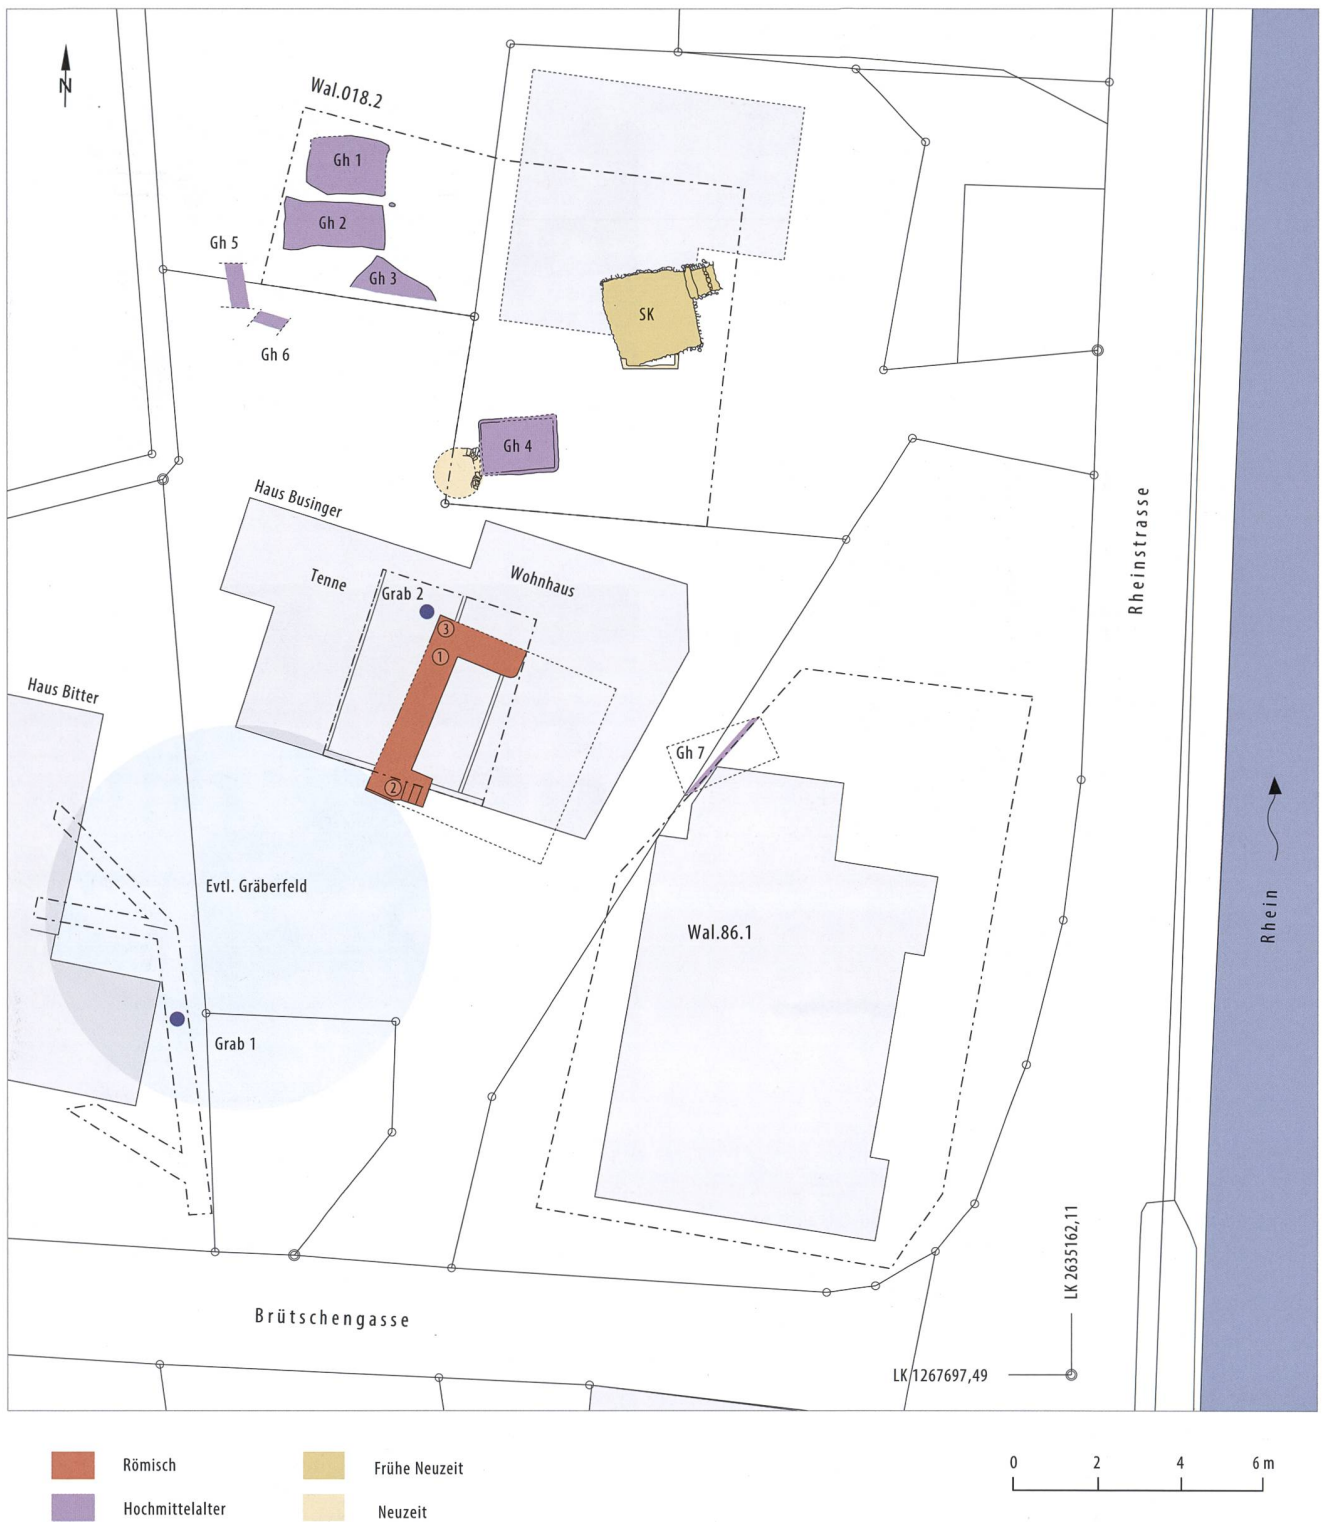 N
Wal.018.2
Gh 1
Gh 2
Gh 5
Gh 3
SK
Gh 6
Gh 4
Haus Businger
Tenne
Grab 2
Wohnhaus
3
1
2
Rheinstrasse
Haus Bitter
Gh 7
Evtl. Gräberfeld
Wal.86.1
Rhein
Grab 1
Brütschengasse
LK 2635162,11
LK 1267697,49
Römisch
Frühe Neuzeit
Hochmittelalter
Neuzeit
0 2 4 6 m